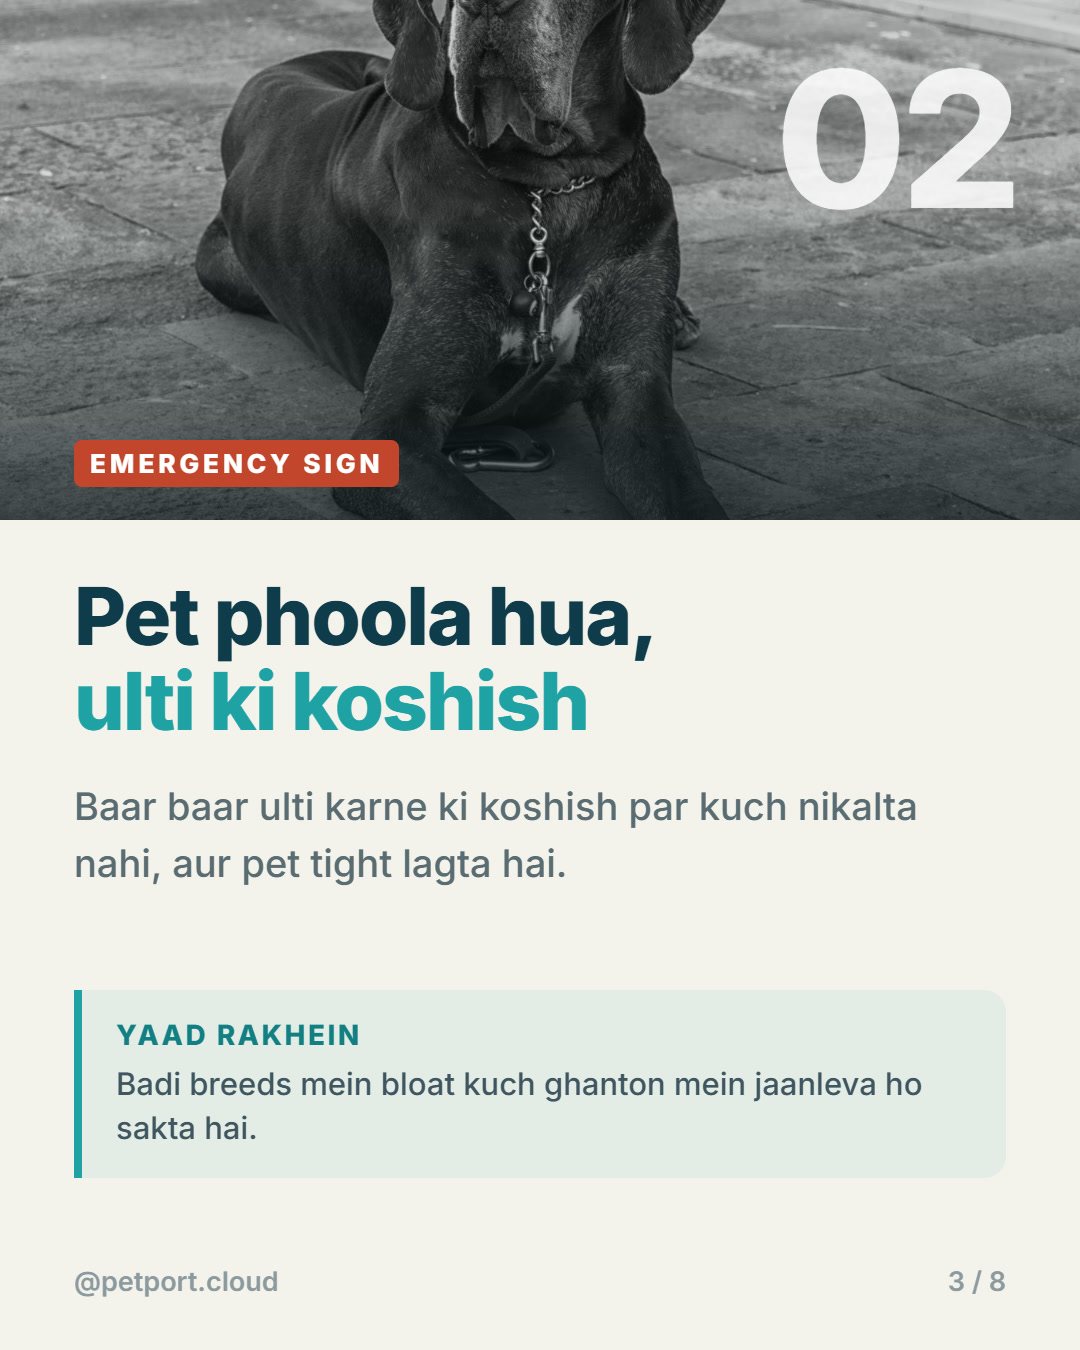 02
EMERGENCY SIGN
Pet phoola hua,
ulti ki koshish
Baar baar ulti karne ki koshish par kuch nikalta
nahi, aur pet tight lagta hai.
YAAD RAKHEIN
Badi breeds mein bloat kuch ghanton mein jaanleva ho
sakta hai.
@petport.cloud
3 / 8